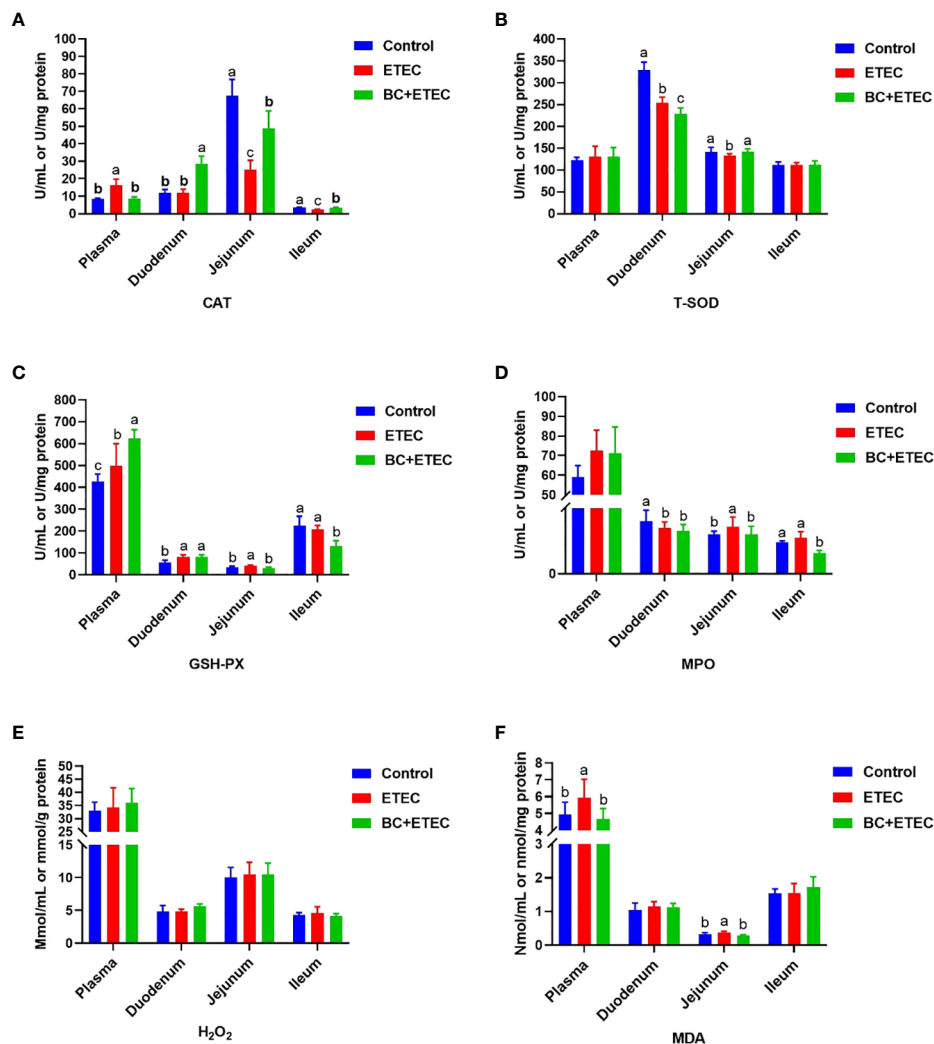 A
U/mL or U/mg protein
100
90
80
70
60
50
40
30
20
10
0
b a b
b b a
a c b
a c b
Plasma
Duodenum
Jejunum
Ileum
CAT
Control
ETEC
BC+ETEC
B
U/mL or U/mg protein
400
350
300
250
200
150
100
50
0
a b c
a b a
Plasma
Duodenum
Jejunum
Ileum
T-SOD
Control
ETEC
BC+ETEC
C
U/mL or U/mg protein
800
700
600
500
400
300
200
100
0
c b a
b a a
b a b
a a b
Plasma
Duodenum
Jejunum
Ileum
GSH-PX
Control
ETEC
BC+ETEC
D
U/mL or U/mg protein
100
90
80
70
60
50
0
a b b
b a b
a a b
Plasma
Duodenum
Jejunum
Ileum
MPO
Control
ETEC
BC+ETEC
E
Mmol/mL or mmol/g protein
50
45
40
35
30
25
15
10
5
0
Plasma
Duodenum
Jejunum
Ileum
H₂O₂
Control
ETEC
BC+ETEC
F
Nmol/mL or nmol/mg protein
7
6
5
4
3
2
1
0
b a b
b a b
Plasma
Duodenum
Jejunum
Ileum
MDA
Control
ETEC
BC+ETEC